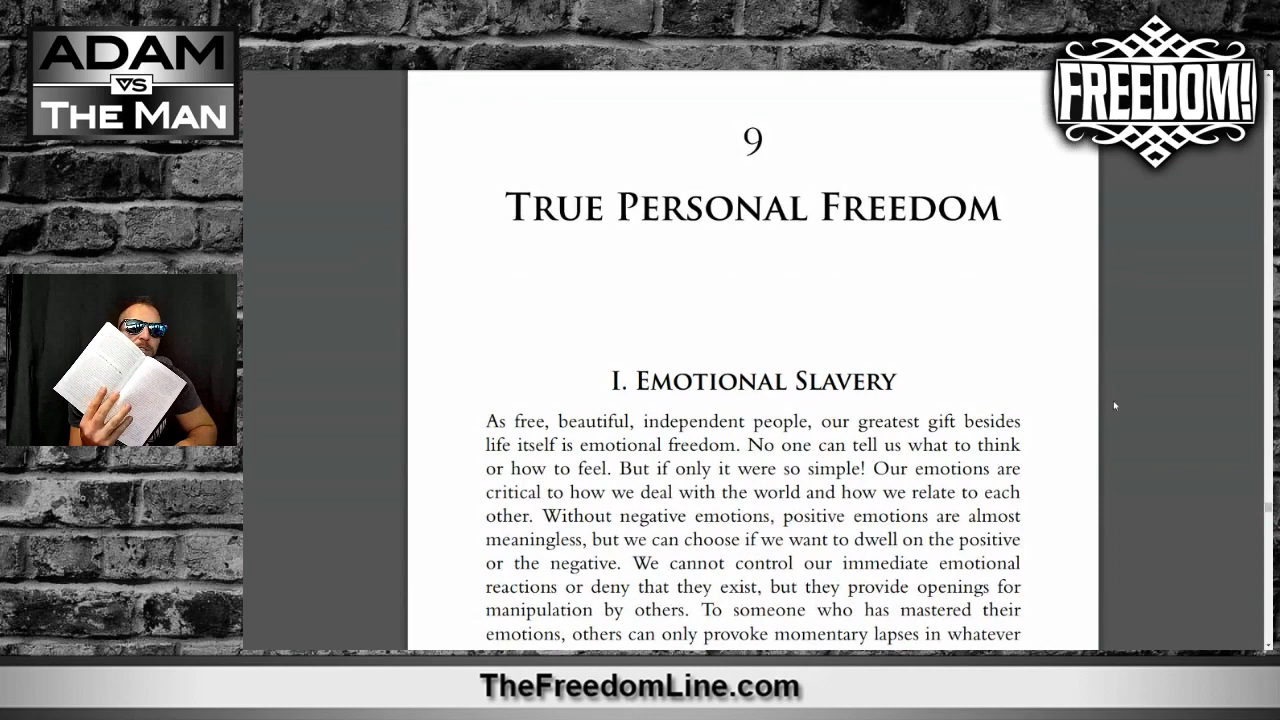 ADAM
VS
THE MAN
FREEDOM!
9
TRUE PERSONAL FREEDOM
I. EMOTIONAL SLAVERY
As free, beautiful, independent people, our greatest gift besides
life itself is emotional freedom. No one can tell us what to think
or how to feel. But if only it were so simple! Our emotions are
critical to how we deal with the world and how we relate to each
other. Without negative emotions, positive emotions are almost
meaningless, but we can choose if we want to dwell on the positive
or the negative. We cannot control our immediate emotional
reactions or deny that they exist, but they provide openings for
manipulation by others. To someone who has mastered their
emotions, others can only provoke momentary lapses in whatever
TheFreedomLine.com